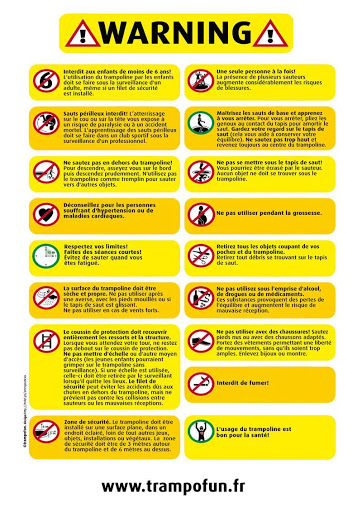 WARNING
Interdit aux enfants de moins de 6 ans!
L'utilisation du trampoline par les enfants
doit se faire sous la surveillance d'un
adulte, même si un filet de sécurité
est installé.
Une seule personne à la fois!
La présence de plusieurs sauteurs
augmente considérablement les risques
de blessures.
Sauts périlleux interdit! L'atterrissage
sur le cou ou sur la tête vous expose à
un risque de paralysie ou à un accident
mortel. L'apprentissage des sauts périlleux
doit se faire dans un club sportif sous la
surveillance d'un professionnel.
Maîtrisez les sauts de base et apprenez
à vous arrêter. Pour vous arrêter, pliez les
genoux au contact du tapis pour amortir le
saut. Gardez votre regard sur le tapis de
saut (cela vous aide à conserver votre
équilibre). Ne sautez pas trop haut et
revenez toujours au centre du trampoline.
Ne sautez pas en dehors du trampoline!
Pour descendre, asseyez vous sur le bord
puis descendez prudemment. N'utilisez pas
le trampoline comme tremplin pour sauter
vers d'autres objets.
Ne pas se mettre sous le tapis de saut!
Vous pourriez être écrasé par le sauteur.
Aucun objet ne doit se trouver sous le
trampoline.
Déconseillez pour les personnes
souffrant d'hypertension ou de
maladies cardiaques.
Ne pas utiliser pendant la grossesse.
Respectez vos limites!
Faites des séances courtes!
Évitez de sauter quand vous
êtes fatigué.
Retirez tous les objets coupant de vos
poches et du trampoline.
Retirez tout débris se trouvant sur le tapis
de saut.
La surface du trampoline doit être
sèche et propre. Ne pas utiliser après
une averse, avec les pieds mouillés ou si
le tapis de saut est glissant.
Ne pas utiliser en cas de vents forts.
Ne pas utilisez sous l'emprise d'alcool,
de drogues ou de médicaments.
Ces substances provoquent des pertes de
l'équilibre et augmentent le risque de
mauvaise réception.
Le coussin de protection doit recouvrir
entièrement les ressorts et la structure.
Lorsque vous attendez votre tour, ne restez
pas debout sur le coussin de protection.
Ne pas mettre d'échelle ou d'autre moyen
d'accès (les jeunes enfants pourraient
grimper sur le trampoline sans
surveillance). Si une échelle est utilisée,
celle-ci doit être retirée par le surveillant
lorsqu'il quitte les lieux. Le filet de
sécurité peut éviter les accidents dûs aux
chutes en dehors du trampoline, mais ne
prévient pas contre les collisions entre
sauteurs ou les mauvaises réceptions.
Ne pas utiliser avec des chaussures! Sautez
pieds nus ou avec des chaussons adaptés.
Portez des vêtements permettant une liberté
de mouvements, sans qu'ils soient trop
amples. Enlevez bijoux ou montre.
Interdit de fumer!
Zone de sécurité. Le trampoline doit être
installé sur une surface plane, dans un
endroit éclairé, loin de tout autres jeux,
objets, installations ou végétaux. La zone
de sécurité doit être de 3 mètres autour
du trampoline et de 6 mètres au dessus.
L'usage du trampoline est
bon pour la santé!
www.trampofun.fr